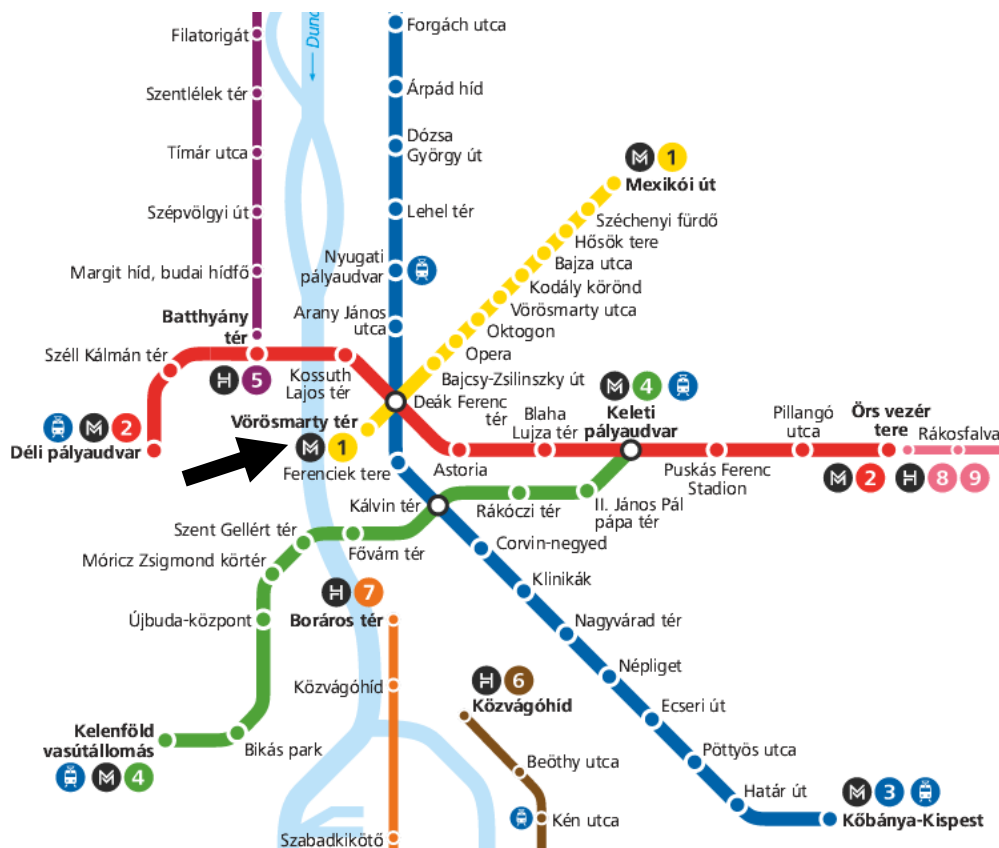 Filatorigát
Szentlélek tér
Tímár utca
Szépvölgyi út
Margit híd, budai hídfő
Batthyány
tér
H 5
Széll Kálmán tér
M 2
Déli pályaudvar
← Duna
Forgách utca
Árpád híd
Dózsa
György út
Lehel tér
Nyugati
pályaudvar
Arany János
utca
Kossuth
Lajos tér
M 1
Mexikói út
Széchenyi fürdő
Hősök tere
Bajza utca
Kodály körönd
Vörösmarty utca
Oktogon
Opera
Bajcsy-Zsilinszky út
Deák Ferenc
tér
Vörösmarty tér
M 1
Ferenciek tere
Astoria
Blaha
Lujza tér
M 4
Keleti
pályaudvar
Puskás Ferenc
Stadion
Pillangó
utca
Örs vezér
tere
M 2 H 8 9
Rákosfalva
Kálvin tér
Rákóczi tér
II. János Pál
pápa tér
Szent Gellért tér
Fővám tér
Móricz Zsigmond körtér
Újbuda-központ
Bikás park
Kelenföld
vasútállomás
M 4
Corvin-negyed
Klinikák
Nagyvárad tér
Népliget
Ecseri út
Pöttyös utca
Határ út
M 3
Kőbánya-Kispest
H 7
Boráros tér
Közvágóhíd
Szabadkikötő
H 6
Közvágóhíd
Beöthy utca
Kén utca